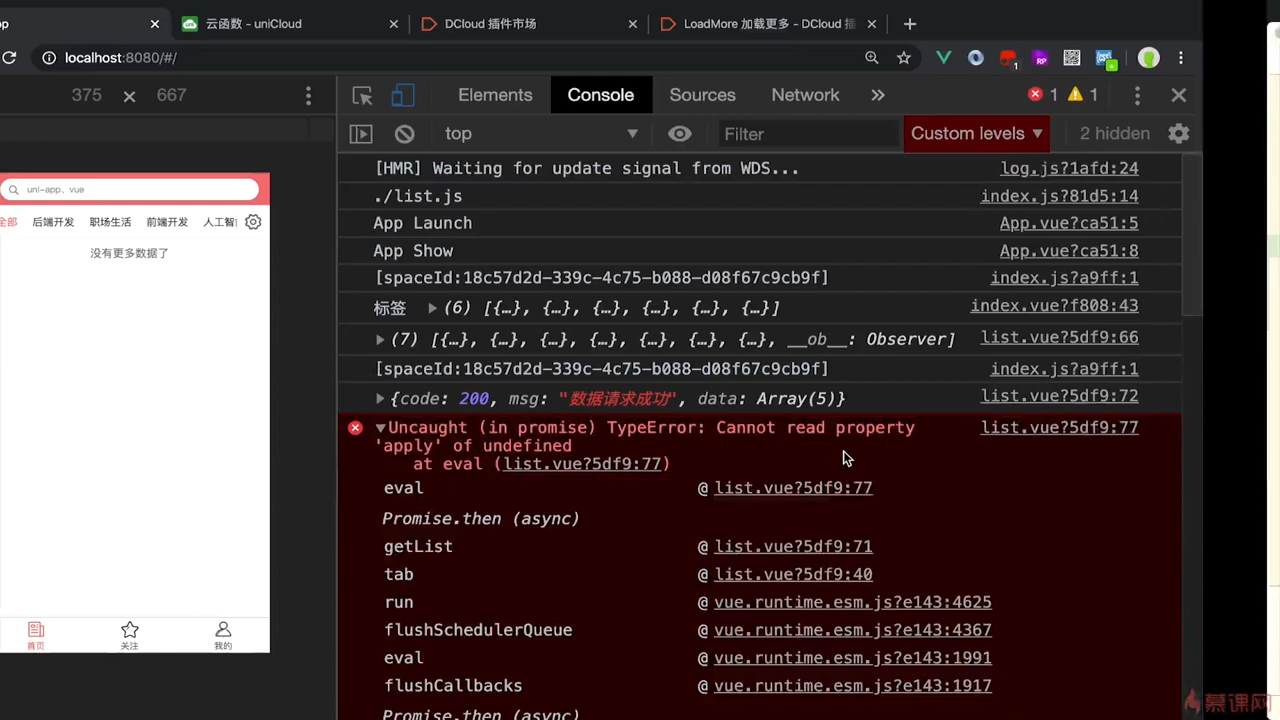 云函数 - uniCloud
DCloud 插件市场
LoadMore 加载更多 - DCloud 插
localhost:8080/#/
1
RP
375 × 667
Elements Console Sources Network » 1 1
top Filter Custom levels ▼ 2 hidden
[HMR] Waiting for update signal from WDS... log.js?1afd:24
./list.js index.js?81d5:14
App Launch App.vue?ca51:5
App Show App.vue?ca51:8
[spaceId:18c57d2d-339c-4c75-b088-d08f67c9cb9f] index.js?a9ff:1
标签 ▶(6) [{…}, {…}, {…}, {…}, {…}, {…}] index.vue?f808:43
▶(7) [{…}, {…}, {…}, {…}, {…}, {…}, {…}, __ob__: Observer] list.vue?5df9:66
[spaceId:18c57d2d-339c-4c75-b088-d08f67c9cb9f] index.js?a9ff:1
▶{code: 200, msg: "数据请求成功", data: Array(5)} list.vue?5df9:72
▼Uncaught (in promise) TypeError: Cannot read property list.vue?5df9:77
'apply' of undefined
at eval (list.vue?5df9:77)
eval @ list.vue?5df9:77
Promise.then (async)
getList @ list.vue?5df9:71
tab @ list.vue?5df9:40
run @ vue.runtime.esm.js?e143:4625
flushSchedulerQueue @ vue.runtime.esm.js?e143:4367
eval @ vue.runtime.esm.js?e143:1991
flushCallbacks @ vue.runtime.esm.js?e143:1917
Promise.then (async)
uni-app、vue
全部 后端开发 职场生活 前端开发 人工智
没有更多数据了
首页 关注 我的
慕课网